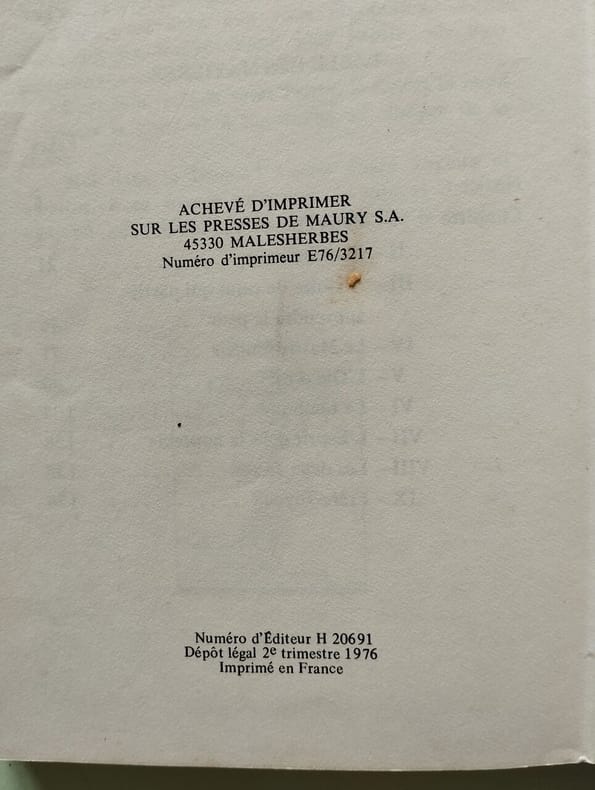 ACHEVÉ D'IMPRIMER
SUR LES PRESSES DE MAURY S.A.
45330 MALESHERBES
Numéro d'imprimeur E76/3217
Numéro d'Éditeur H 20691
Dépôt légal 2e trimestre 1976
Imprimé en France